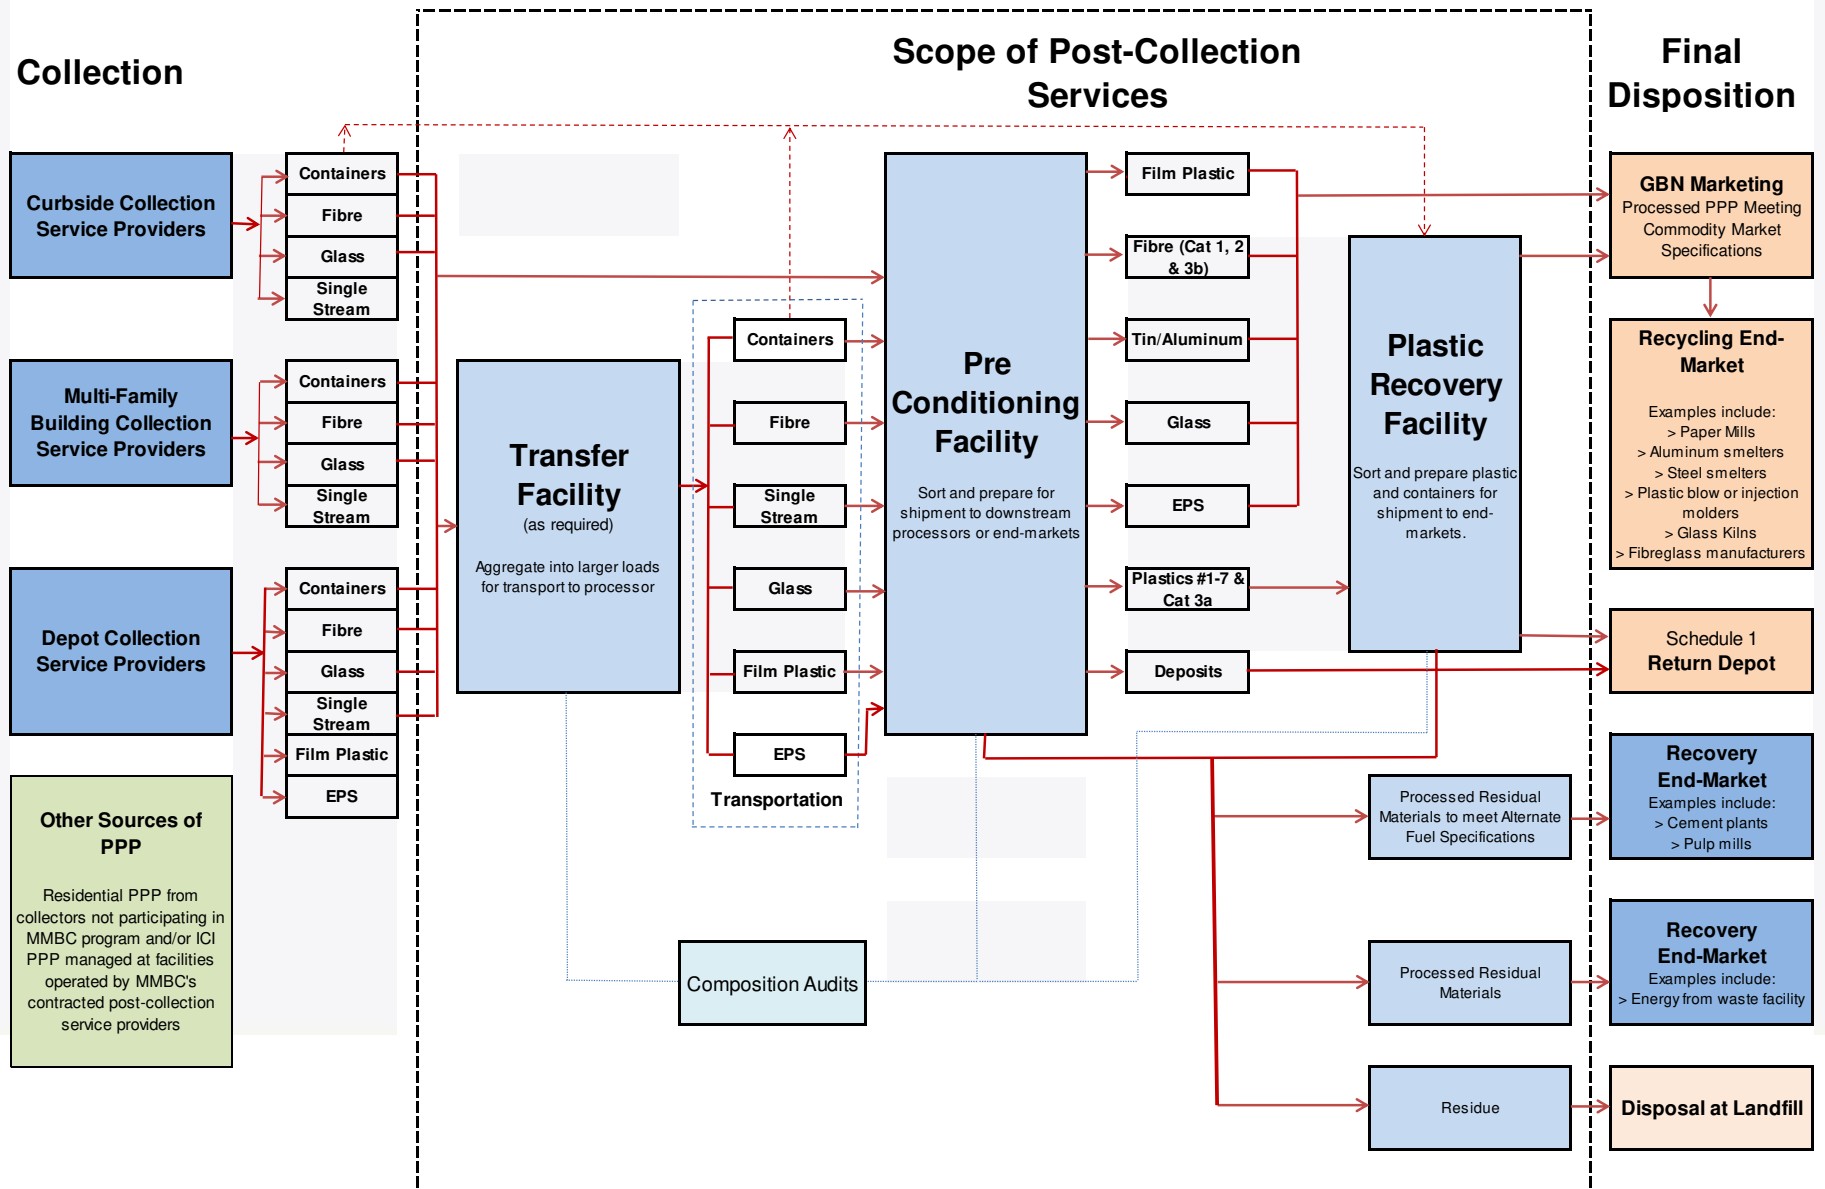 Collection
Scope of Post-Collection
Services
Final
Disposition
Curbside Collection
Service Providers
Containers
Fibre
Glass
Single
Stream
Multi-Family
Building Collection
Service Providers
Containers
Fibre
Glass
Single
Stream
Depot Collection
Service Providers
Containers
Fibre
Glass
Single
Stream
Film Plastic
EPS
Other Sources of
PPP
Residential PPP from
collectors not participating in
MMBC program and/or ICI
PPP managed at facilities
operated by MMBC's
contracted post-collection
service providers
Transfer
Facility
(as required)
Aggregate into larger loads
for transport to processor
Containers
Fibre
Single
Stream
Glass
Film Plastic
EPS
Transportation
Pre
Conditioning
Facility
Sort and prepare for
shipment to downstream
processors or end-markets
Film Plastic
Fibre (Cat 1, 2
& 3b)
Tin/Aluminum
Glass
EPS
Plastics #1-7 &
Cat 3a
Deposits
Plastic
Recovery
Facility
Sort and prepare plastic
and containers for
shipment to end-
markets.
Composition Audits
Processed Residual
Materials to meet Alternate
Fuel Specifications
Processed Residual
Materials
Residue
GBN Marketing
Processed PPP Meeting
Commodity Market
Specifications
Recycling End-
Market
Examples include:
> Paper Mills
> Aluminum smelters
> Steel smelters
> Plastic blow or injection
molders
> Glass Kilns
> Fibreglass manufacturers
Schedule 1
Return Depot
Recovery
End-Market
Examples include:
> Cement plants
> Pulp mills
Recovery
End-Market
Examples include:
> Energy from waste facility
Disposal at Landfill